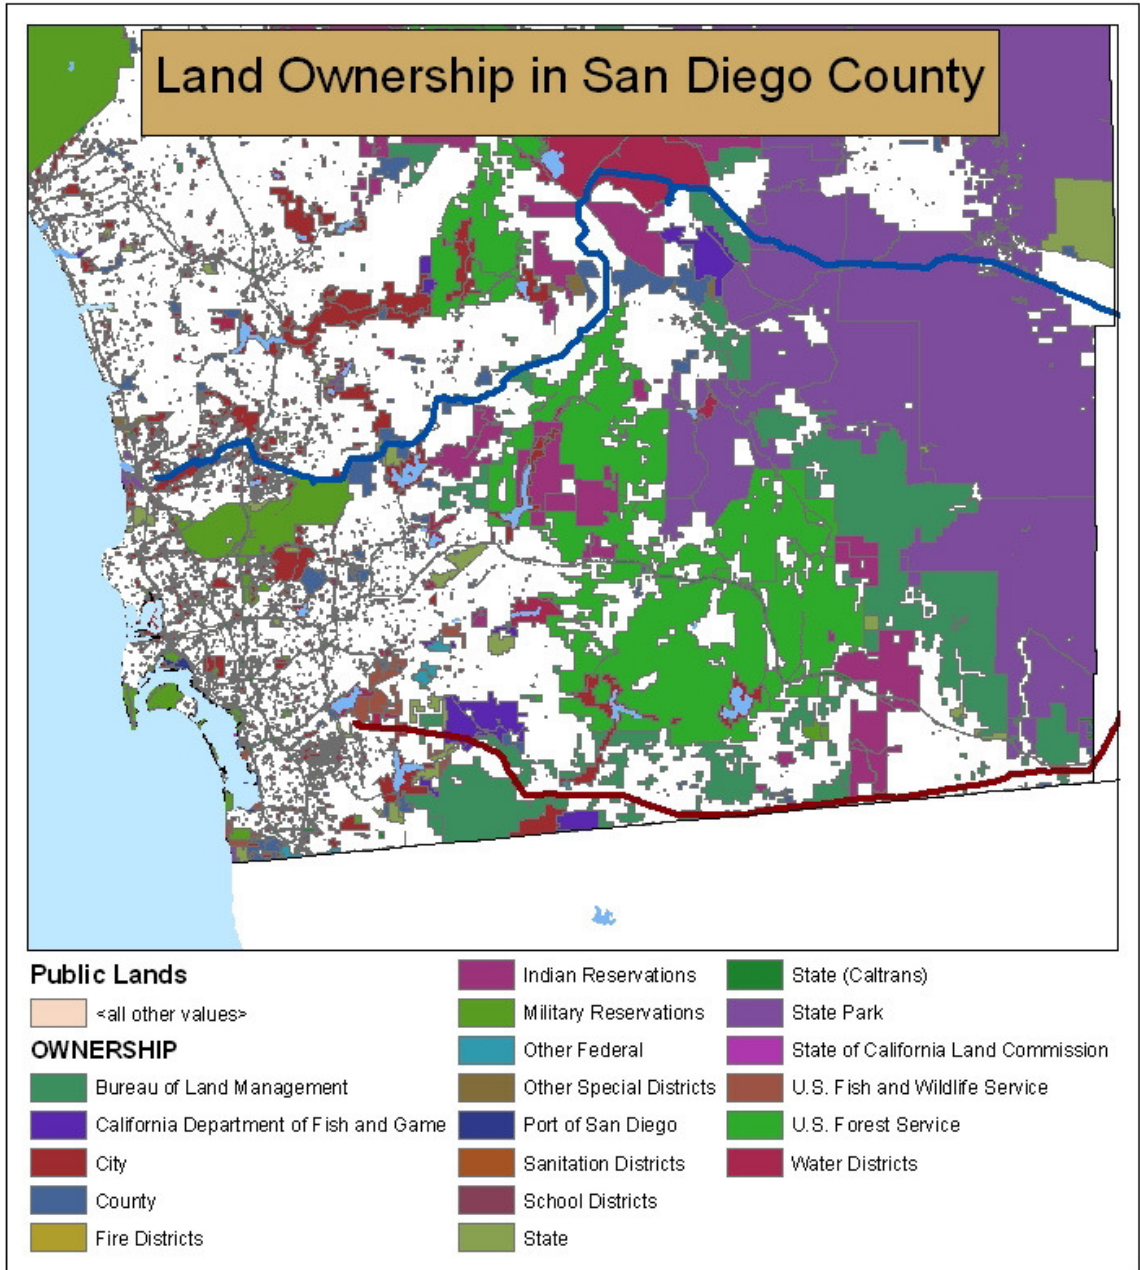 Land Ownership in San Diego County
Public Lands
<all other values>
OWNERSHIP
Bureau of Land Management
California Department of Fish and Game
City
County
Fire Districts
Indian Reservations
Military Reservations
Other Federal
Other Special Districts
Port of San Diego
Sanitation Districts
School Districts
State
State (Caltrans)
State Park
State of California Land Commission
U.S. Fish and Wildlife Service
U.S. Forest Service
Water Districts